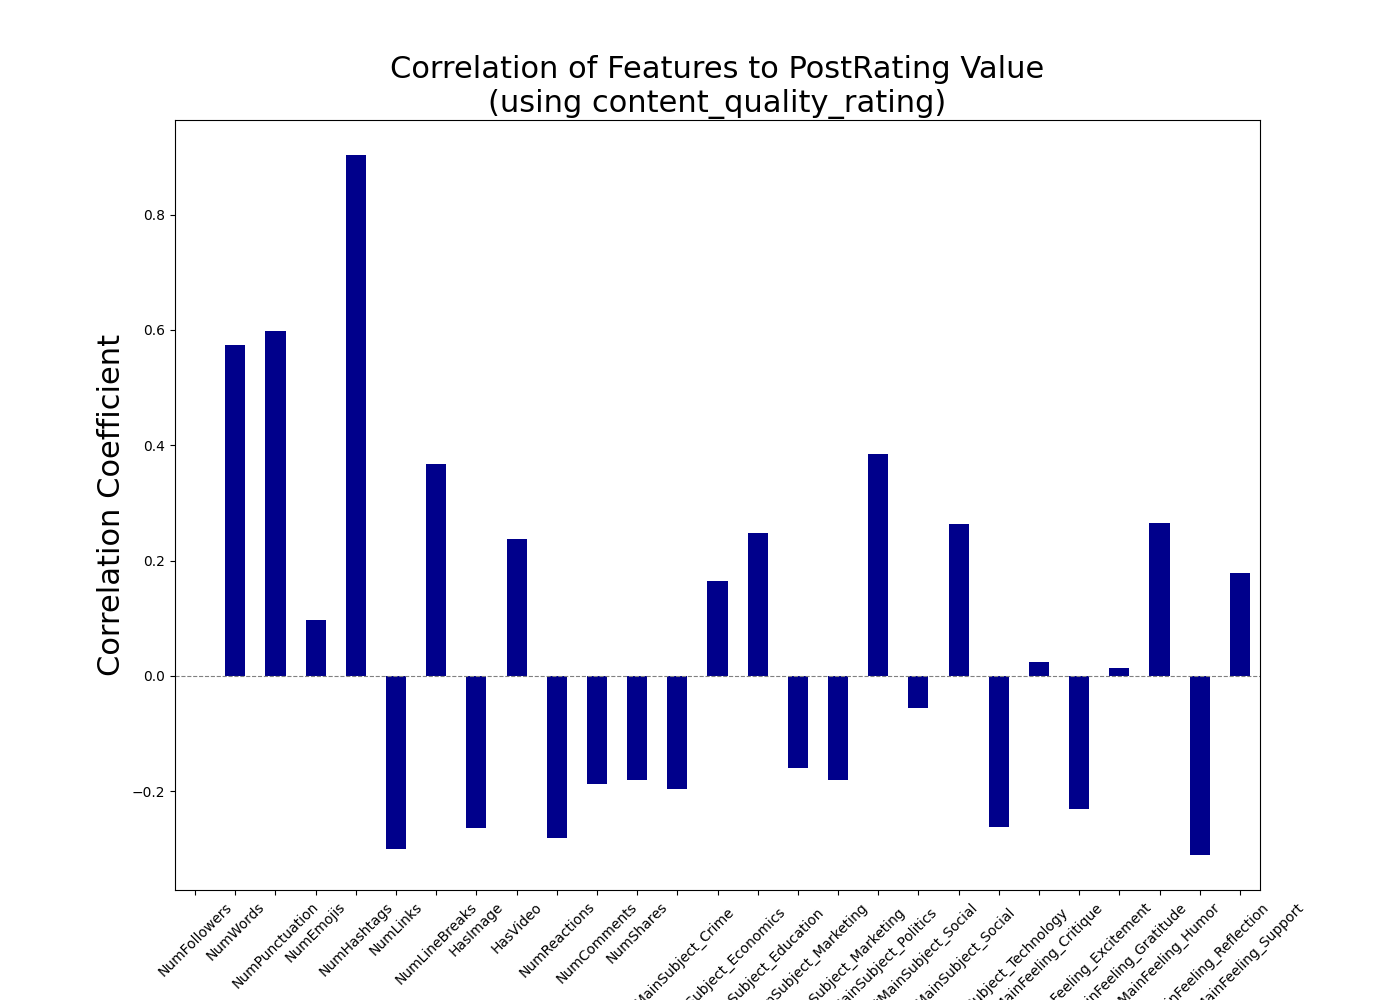 Correlation of Features to PostRating Value
(using content_quality_rating)
Correlation Coefficient
0.8
0.6
0.4
0.2
0.0
−0.2
NumFollowers
NumWords
NumPunctuation
NumEmojis
NumHashtags
NumLinks
NumLineBreaks
HasImage
HasVideo
NumReactions
NumComments
NumShares
MainSubject_Crime
Subject_Economics
Subject_Education
Subject_Marketing
Subject_Marketing
ainSubject_Politics
MainSubject_Social
MainSubject_Social
ubject_Technology
MainFeeling_Critique
Feeling_Excitement
inFeeling_Gratitude
MainFeeling_Humor
inFeeling_Reflection
MainFeeling_Support